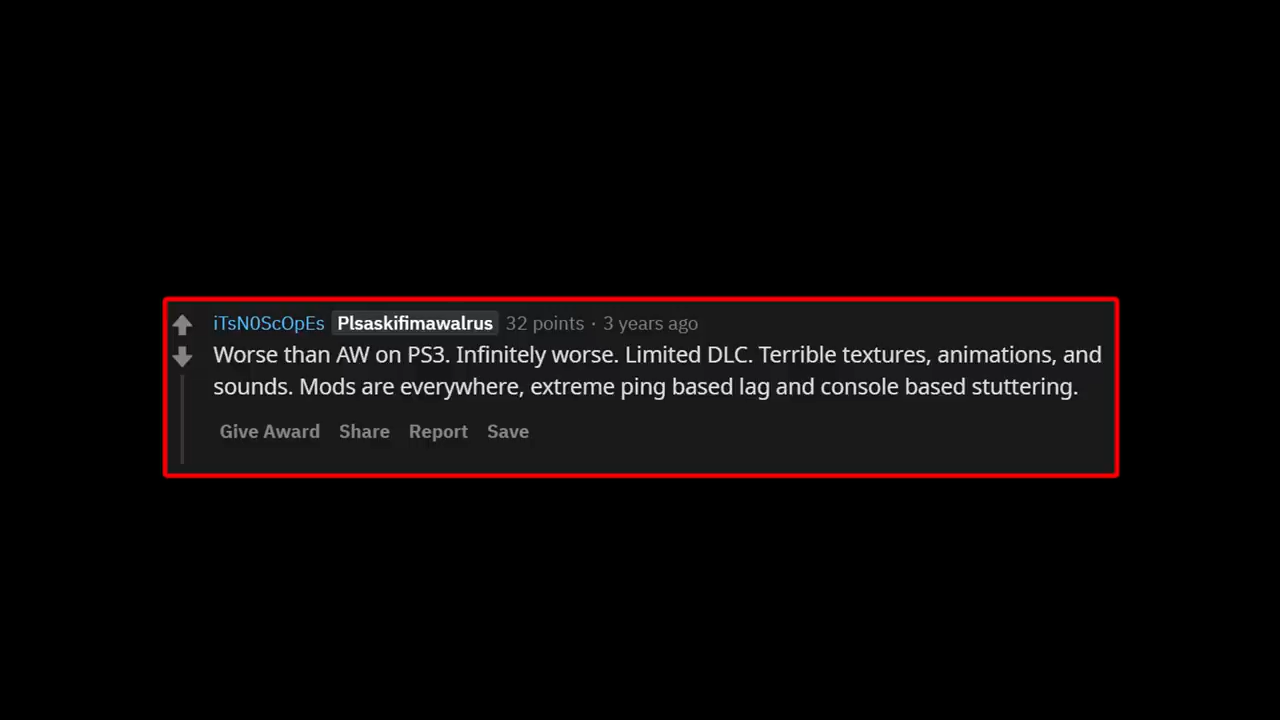 iTsN0ScOpEs Plsaskifimawalrus 32 points · 3 years ago
Worse than AW on PS3. Infinitely worse. Limited DLC. Terrible textures, animations, and
sounds. Mods are everywhere, extreme ping based lag and console based stuttering.
Give Award Share Report Save